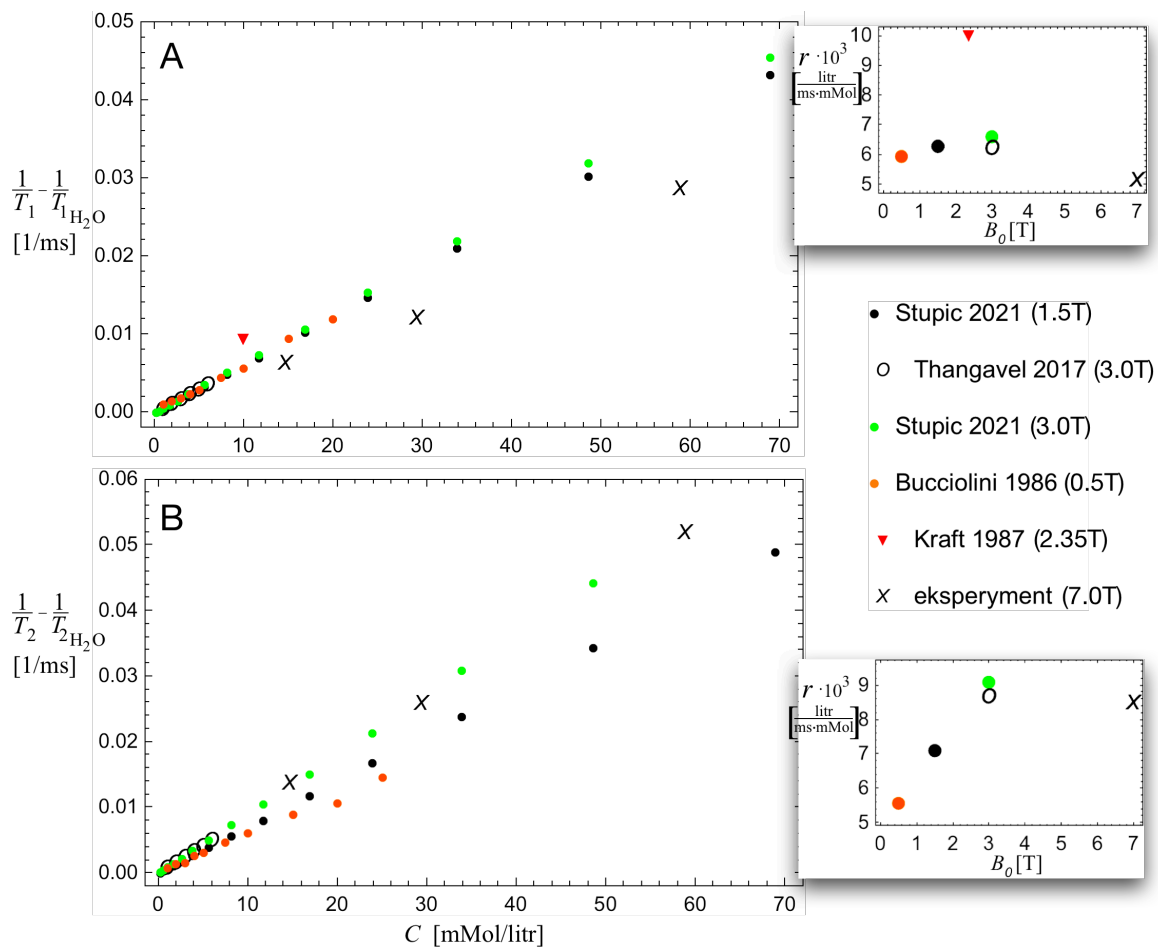 A
0.05
0.04
0.03
0.02
0.01
0.00
1/T₁ - 1/T₁H₂O
[1/ms]
0 10 20 30 40 50 60 70
r ·10³
[litr/ms·mMol]
10
9
8
7
6
5
0 1 2 3 4 5 6 7
B₀[T]
Stupic 2021 (1.5T)
Thangavel 2017 (3.0T)
Stupic 2021 (3.0T)
Bucciolini 1986 (0.5T)
Kraft 1987 (2.35T)
eksperyment (7.0T)
B
0.06
0.05
0.04
0.03
0.02
0.01
0.00
1/T₂ - 1/T₂H₂O
[1/ms]
0 10 20 30 40 50 60 70
C [mMol/litr]
r ·10³
[litr/ms·mMol]
9
8
7
6
5
0 1 2 3 4 5 6 7
B₀[T]